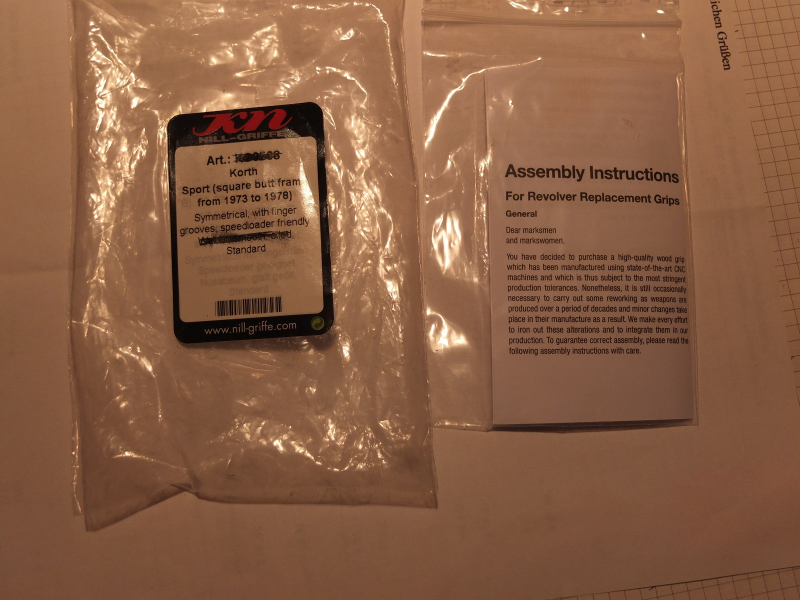 kn
NILL-GRIFFE
Art.:
Korth
Sport (square butt fram
from 1973 to 1978)
Symmetrical, with finger
grooves, speedloader friendly
Standard
www.nill-griffe.com
Assembly Instructions
For Revolver Replacement Grips
General
Dear marksmen
and markswomen,
You have decided to purchase a high-quality wood grip
which has been manufactured using state-of-the-art CNC
machines and which is thus subject to the most stringent
production tolerances. Nonetheless, it is still occasionally
necessary to carry out some reworking as weapons are
produced over a period of decades and minor changes take
place in their manufacture as a result. We make every effort
to iron out these alterations and to integrate them in our
production. To guarantee correct assembly, please read the
following assembly instructions with care.
lichen Grüßen